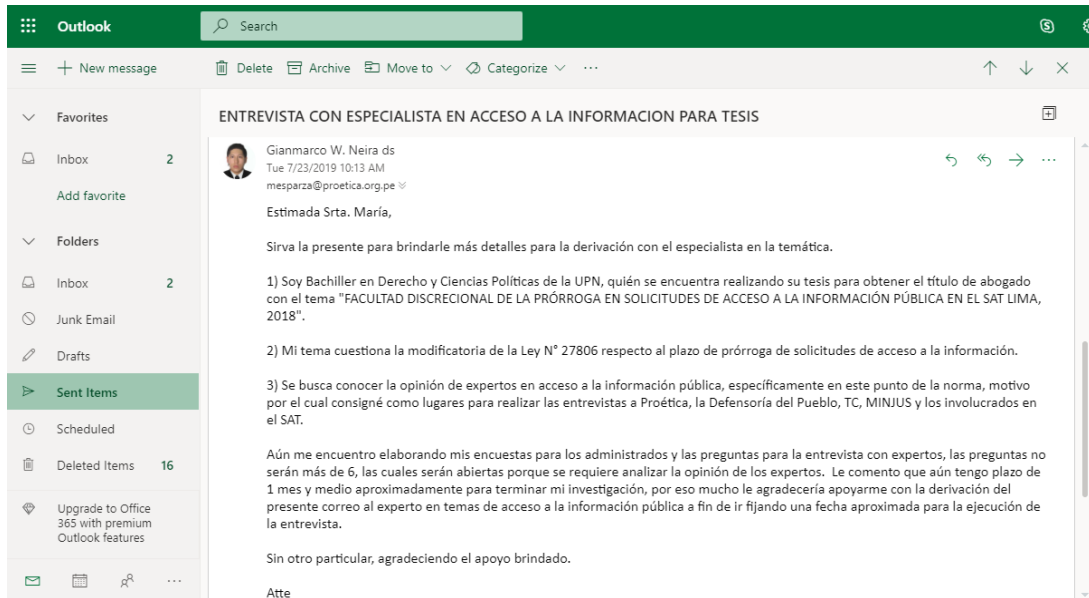 Outlook
Search
New message
Delete
Archive
Move to
Categorize
Favorites
Inbox 2
Add favorite
Folders
Inbox 2
Junk Email
Drafts
Sent Items
Scheduled
Deleted Items 16
Upgrade to Office
365 with premium
Outlook features
ENTREVISTA CON ESPECIALISTA EN ACCESO A LA INFORMACION PARA TESIS
Gianmarco W. Neira ds
Tue 7/23/2019 10:13 AM
mesparza@proetica.org.pe
Estimada Srta. María,
Sirva la presente para brindarle más detalles para la derivación con el especialista en la temática.
1) Soy Bachiller en Derecho y Ciencias Políticas de la UPN, quién se encuentra realizando su tesis para obtener el título de abogado
con el tema "FACULTAD DISCRECIONAL DE LA PRÓRROGA EN SOLICITUDES DE ACCESO A LA INFORMACIÓN PÚBLICA EN EL SAT LIMA,
2018".
2) Mi tema cuestiona la modificatoria de la Ley N° 27806 respecto al plazo de prórroga de solicitudes de acceso a la información.
3) Se busca conocer la opinión de expertos en acceso a la información pública, específicamente en este punto de la norma, motivo
por el cual consigné como lugares para realizar las entrevistas a Proética, la Defensoría del Pueblo, TC, MINJUS y los involucrados en
el SAT.
Aún me encuentro elaborando mis encuestas para los administrados y las preguntas para la entrevista con expertos, las preguntas no
serán más de 6, las cuales serán abiertas porque se requiere analizar la opinión de los expertos. Le comento que aún tengo plazo de
1 mes y medio aproximadamente para terminar mi investigación, por eso mucho le agradecería apoyarme con la derivación del
presente correo al experto en temas de acceso a la información pública a fin de ir fijando una fecha aproximada para la ejecución de
la entrevista.
Sin otro particular, agradeciendo el apoyo brindado.
Atte